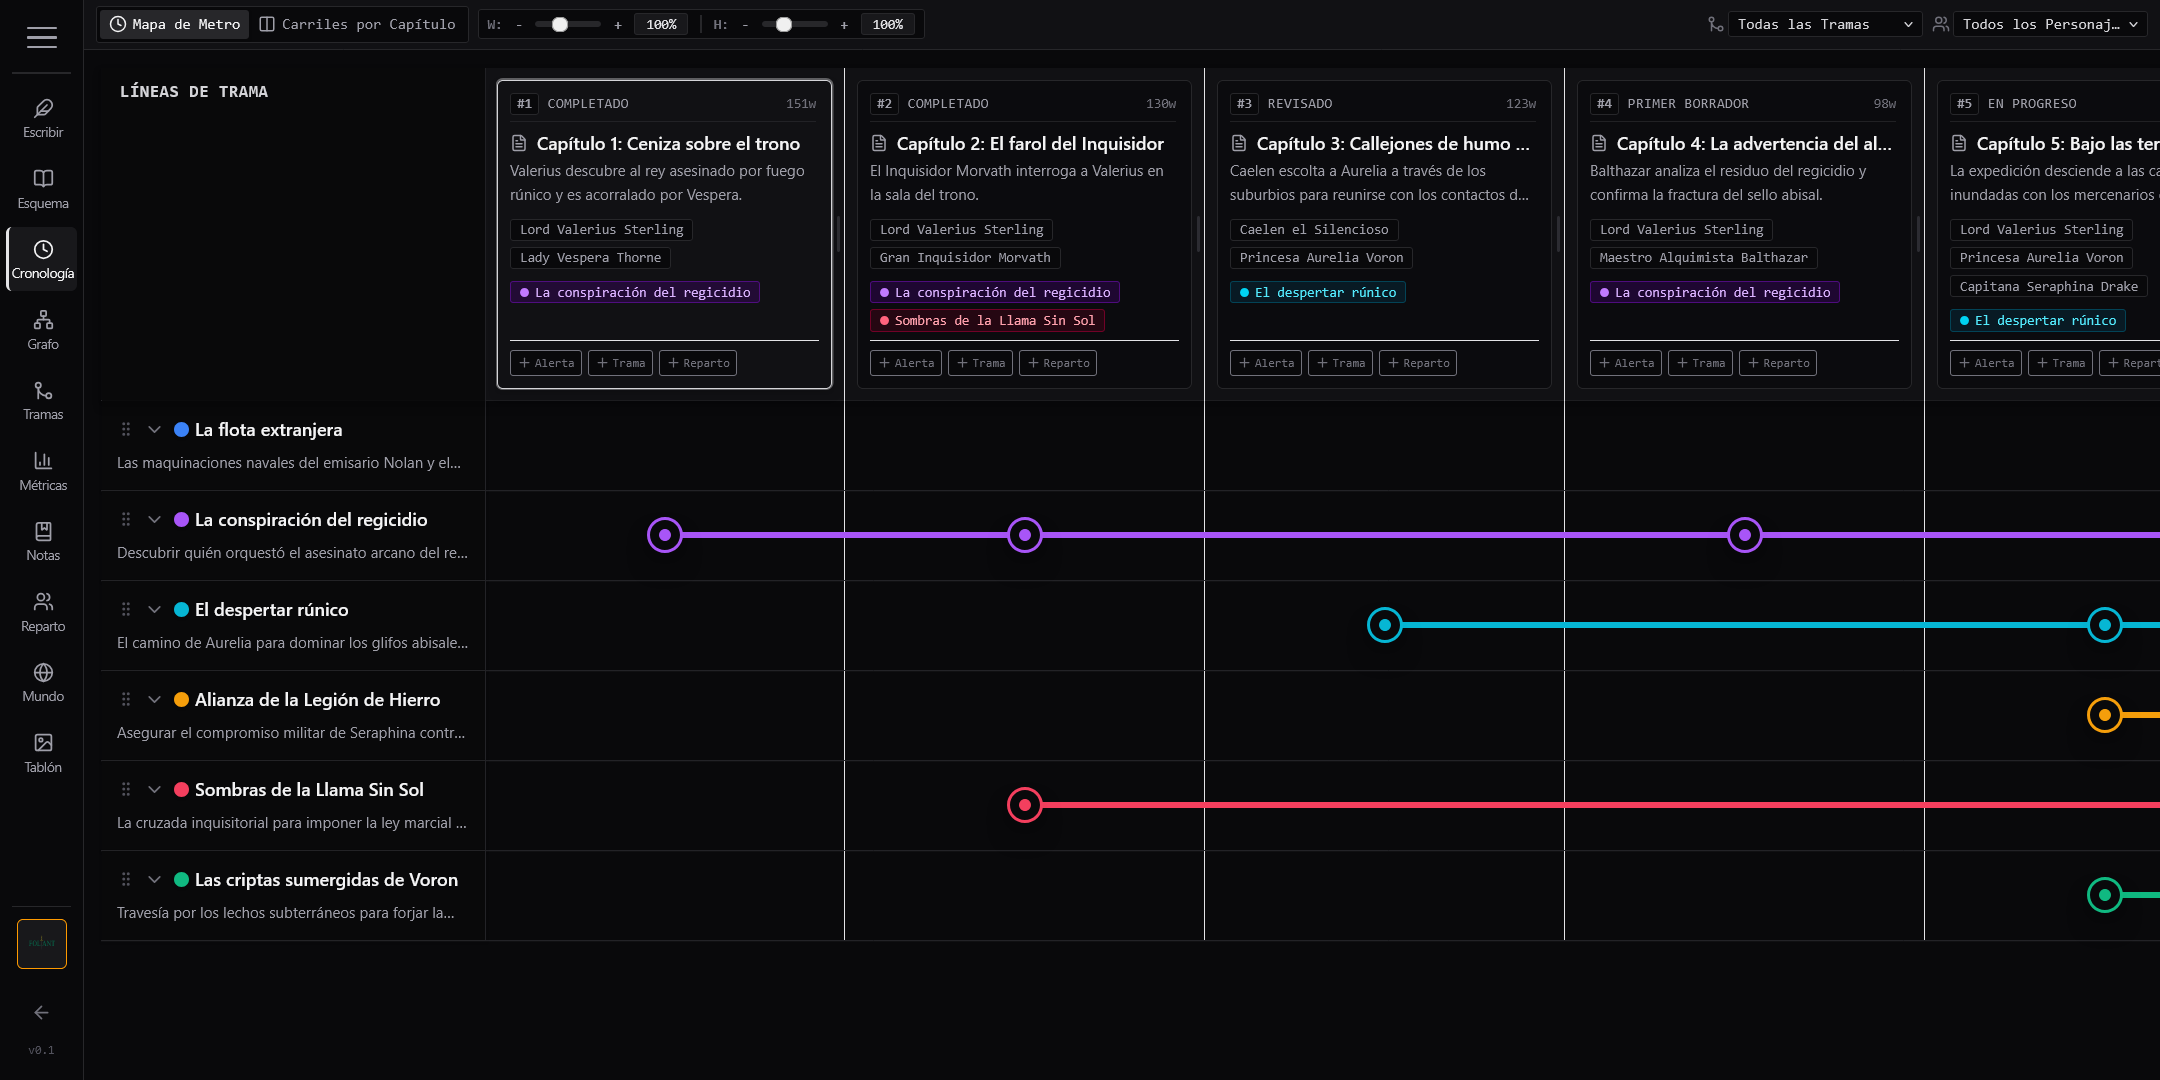 Mapa de Metro
Carriles por Capítulo
W: - + 100%
H: - + 100%
Todas las Tramas
Todos los Personaj…
Escribir
Esquema
Cronología
Grafo
Tramas
Métricas
Notas
Reparto
Mundo
Tablón
v0.1
LÍNEAS DE TRAMA
#1 COMPLETADO 151w
Capítulo 1: Ceniza sobre el trono
Valerius descubre al rey asesinado por fuego
rúnico y es acorralado por Vespera.
Lord Valerius Sterling
Lady Vespera Thorne
La conspiración del regicidio
+ Alerta + Trama + Reparto
#2 COMPLETADO 130w
Capítulo 2: El farol del Inquisidor
El Inquisidor Morvath interroga a Valerius en
la sala del trono.
Lord Valerius Sterling
Gran Inquisidor Morvath
La conspiración del regicidio
Sombras de la Llama Sin Sol
+ Alerta + Trama + Reparto
#3 REVISADO 123w
Capítulo 3: Callejones de humo ...
Caelen escolta a Aurelia a través de los
suburbios para reunirse con los contactos d...
Caelen el Silencioso
Princesa Aurelia Voron
El despertar rúnico
+ Alerta + Trama + Reparto
#4 PRIMER BORRADOR 98w
Capítulo 4: La advertencia del al...
Balthazar analiza el residuo del regicidio y
confirma la fractura del sello abisal.
Lord Valerius Sterling
Maestro Alquimista Balthazar
La conspiración del regicidio
+ Alerta + Trama + Reparto
#5 EN PROGRESO
Capítulo 5: Bajo las ter
La expedición desciende a las ca
inundadas con los mercenarios
Lord Valerius Sterling
Princesa Aurelia Voron
Capitana Seraphina Drake
El despertar rúnico
+ Alerta + Trama + Repart
La flota extranjera
Las maquinaciones navales del emisario Nolan y el...
La conspiración del regicidio
Descubrir quién orquestó el asesinato arcano del re...
El despertar rúnico
El camino de Aurelia para dominar los glifos abisale...
Alianza de la Legión de Hierro
Asegurar el compromiso militar de Seraphina contr...
Sombras de la Llama Sin Sol
La cruzada inquisitorial para imponer la ley marcial ...
Las criptas sumergidas de Voron
Travesía por los lechos subterráneos para forjar la...